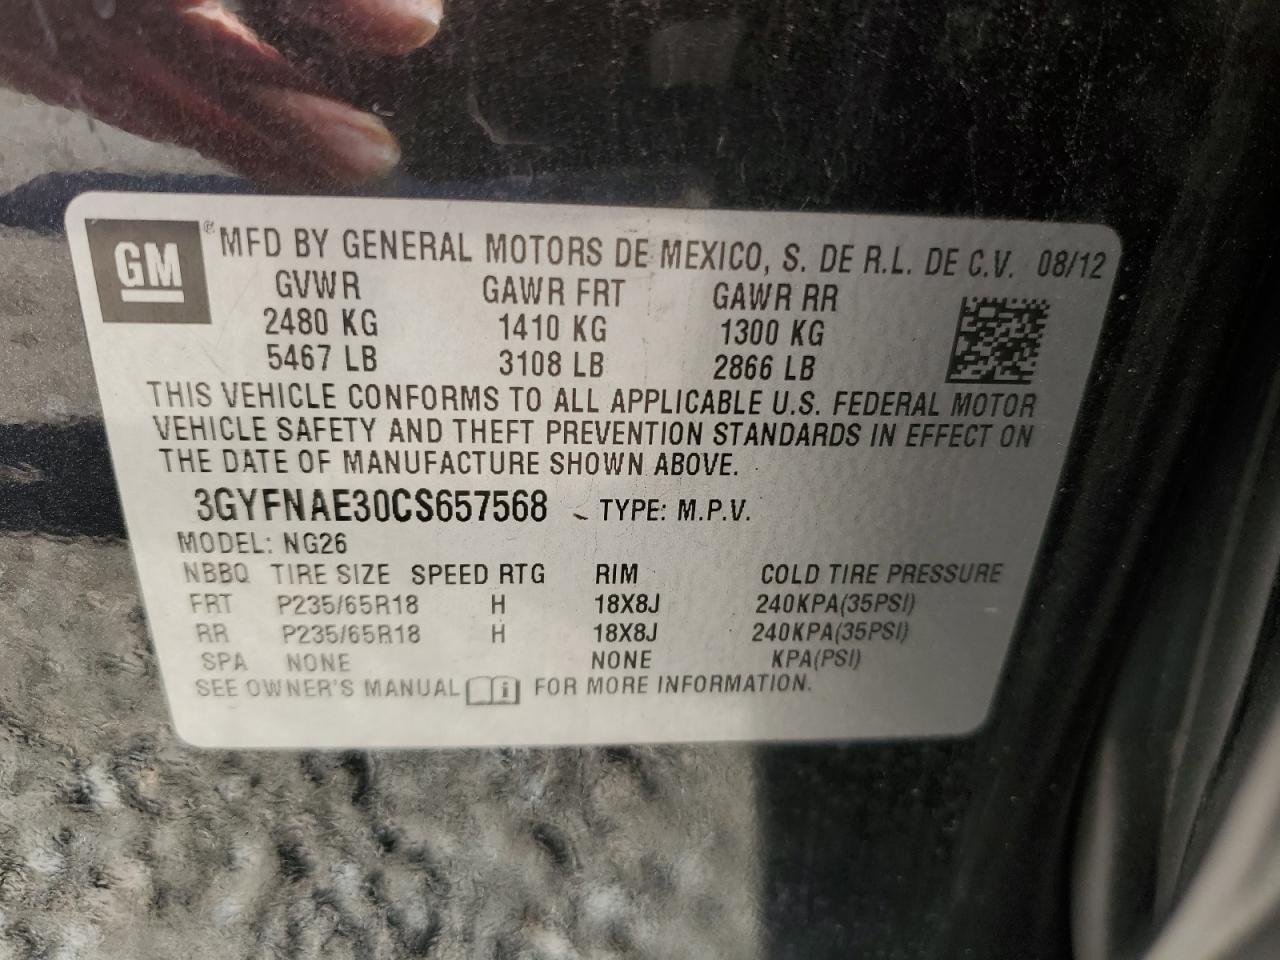 GM ® MFD BY GENERAL MOTORS DE MEXICO, S. DE R.L. DE C.V. 08/12
GVWR GAWR FRT GAWR RR
2480 KG 1410 KG 1300 KG
5467 LB 3108 LB 2866 LB
THIS VEHICLE CONFORMS TO ALL APPLICABLE U.S. FEDERAL MOTOR
VEHICLE SAFETY AND THEFT PREVENTION STANDARDS IN EFFECT ON
THE DATE OF MANUFACTURE SHOWN ABOVE.
3GYFNAE30CS657568 TYPE: M.P.V.
MODEL: NG26
NBBQ TIRE SIZE SPEED RTG RIM COLD TIRE PRESSURE
FRT P235/65R18 H 18X8J 240KPA(35PSI)
RR P235/65R18 H 18X8J 240KPA(35PSI)
SPA NONE NONE KPA(PSI)
SEE OWNER'S MANUAL i FOR MORE INFORMATION.